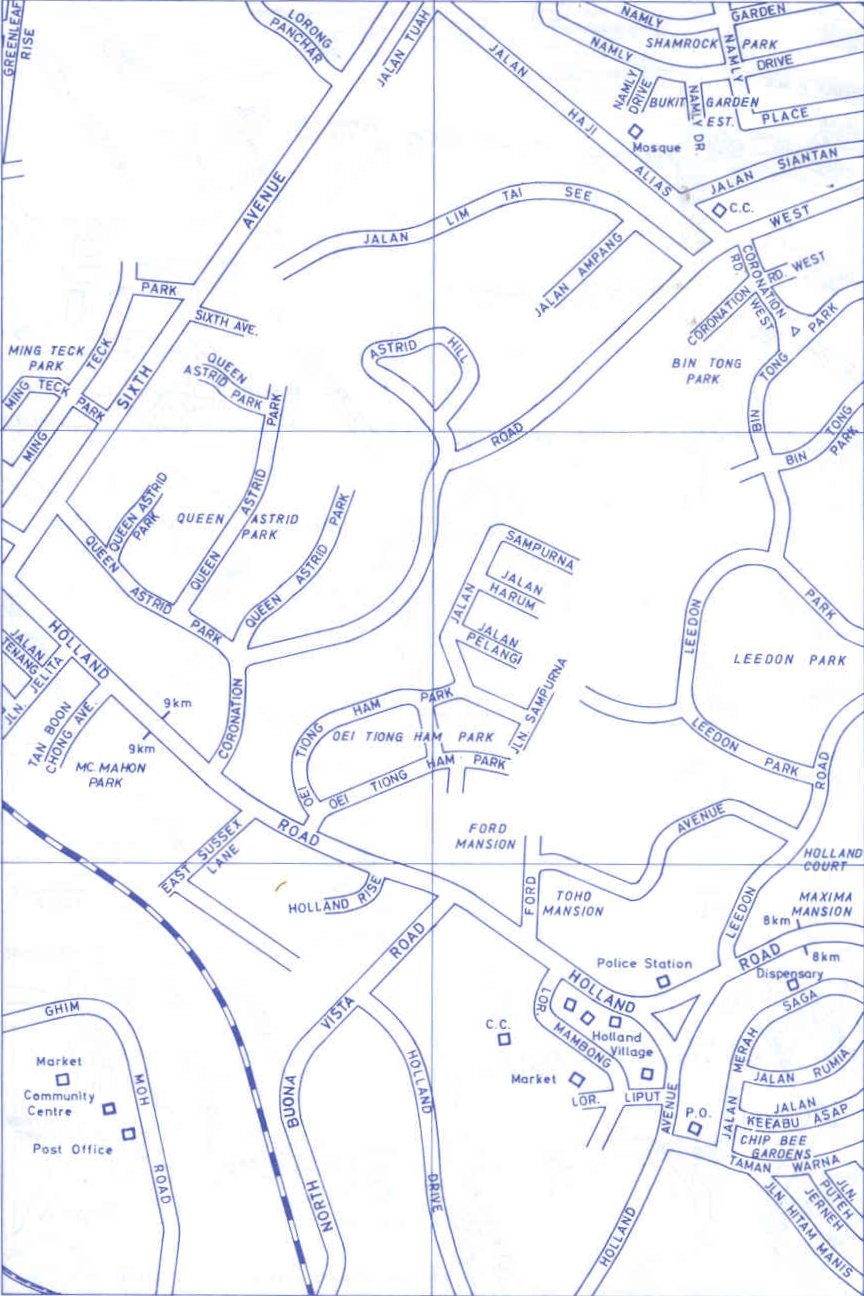 GREENLEAF
RISE
LORONG
PANCHAR
JALAN TUAH
JALAN
HAJI
ALIAS
NAMLY
GARDEN
NAMLY
SHAMROCK PARK
NAMLY
DRIVE
NAMLY
DRIVE
BUKIT
NAMLY DR.
GARDEN
EST.
PLACE
Mosque
JALAN SIANTAN
C.C.
WEST
AVENUE
JALAN LIM TAI SEE
JALAN AMPANG
CORONATION
RD.
RD. WEST
CORONATION
WEST
PARK
BIN TONG
PARK
PARK
SIXTH AVE.
MING TECK
PARK
TECK
SIXTH
MING TECK PARK
MING
QUEEN
ASTRID PARK
PARK
ASTRID HILL
ROAD
BIN TONG
BIN TONG
PARK
QUEEN ASTRID
PARK
QUEEN ASTRID
PARK
ASTRID
QUEEN
QUEEN ASTRID PARK
QUEEN ASTRID PARK
SAMPURNA
JALAN
HARUM
JALAN
JALAN
PELANGI
JLN. SAMPURNA
LEEDON
PARK
LEEDON PARK
LEEDON PARK
ROAD
HOLLAND
JALAN
JENANG
JLN. JELITA
TAN BOON
CHONG AVE.
9km
9km
MC. MAHON
PARK
CORONATION
TIONG HAM PARK
OEI
OEI TIONG HAM PARK
OEI TIONG HAM PARK
ROAD
EAST SUSSEX
LANE
FORD
MANSION
AVENUE
HOLLAND
COURT
HOLLAND RISE
FORD
TOHO
MANSION
LEEDON
MAXIMA
MANSION
8km
8km
ROAD
Police Station
Dispensary
HOLLAND
SAGA
ROAD
VISTA
BUONA
NORTH
GHIM
MOH
ROAD
Market
Community
Centre
Post Office
C.C.
LOR.
MAMBONG
Holland
Village
Market
LOR.
LIPUT
AVENUE
P.O.
HOLLAND
DRIVE
MERAH
JALAN
JALAN RUMIA
JALAN
KEEABU ASAP
CHIP BEE
GARDENS
TAMAN WARNA
JLN.
PUTEH
JERNEH
JLN. HITAM MANIS
HOLLAND